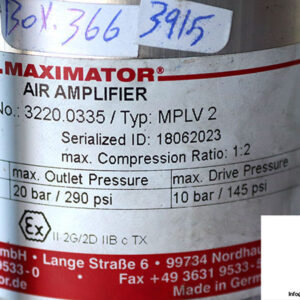 Box.366 3915
MAXIMATOR®
AIR AMPLIFIER
No.: 3220.0335 / Typ: MPLV 2
Serialized ID: 18062023
max. Compression Ratio: 1:2
max. Outlet Pressure max. Drive Pressure
20 bar / 290 psi 10 bar / 145 psi
Ex II 2G/2D IIB c TX
mbH • Lange Straße 6 • 99734 Nordhau
9533-0 Fax +49 3631 9533-5
Made in Germ